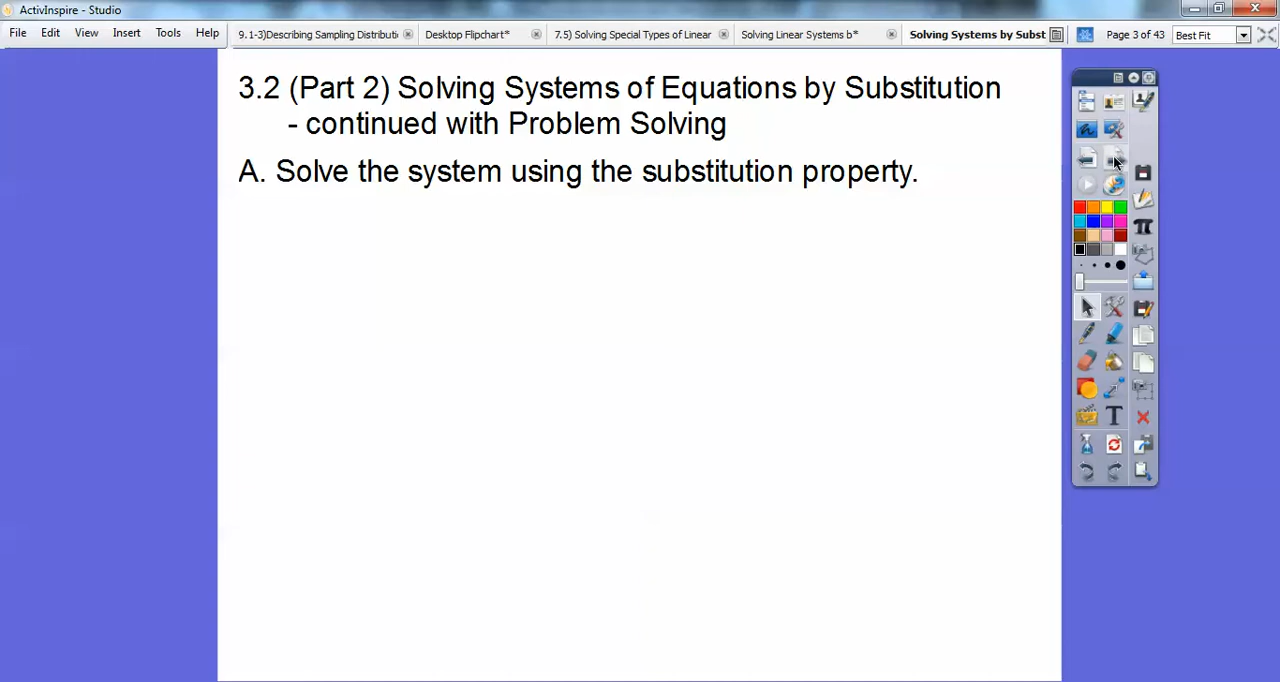 ActivInspire - Studio
File Edit View Insert Tools Help
9.1-3)Describing Sampling Distributi
Desktop Flipchart*
7.5) Solving Special Types of Linear
Solving Linear Systems b*
Solving Systems by Subst
Page 3 of 43
Best Fit
3.2 (Part 2) Solving Systems of Equations by Substitution
- continued with Problem Solving
A. Solve the system using the substitution property.
T